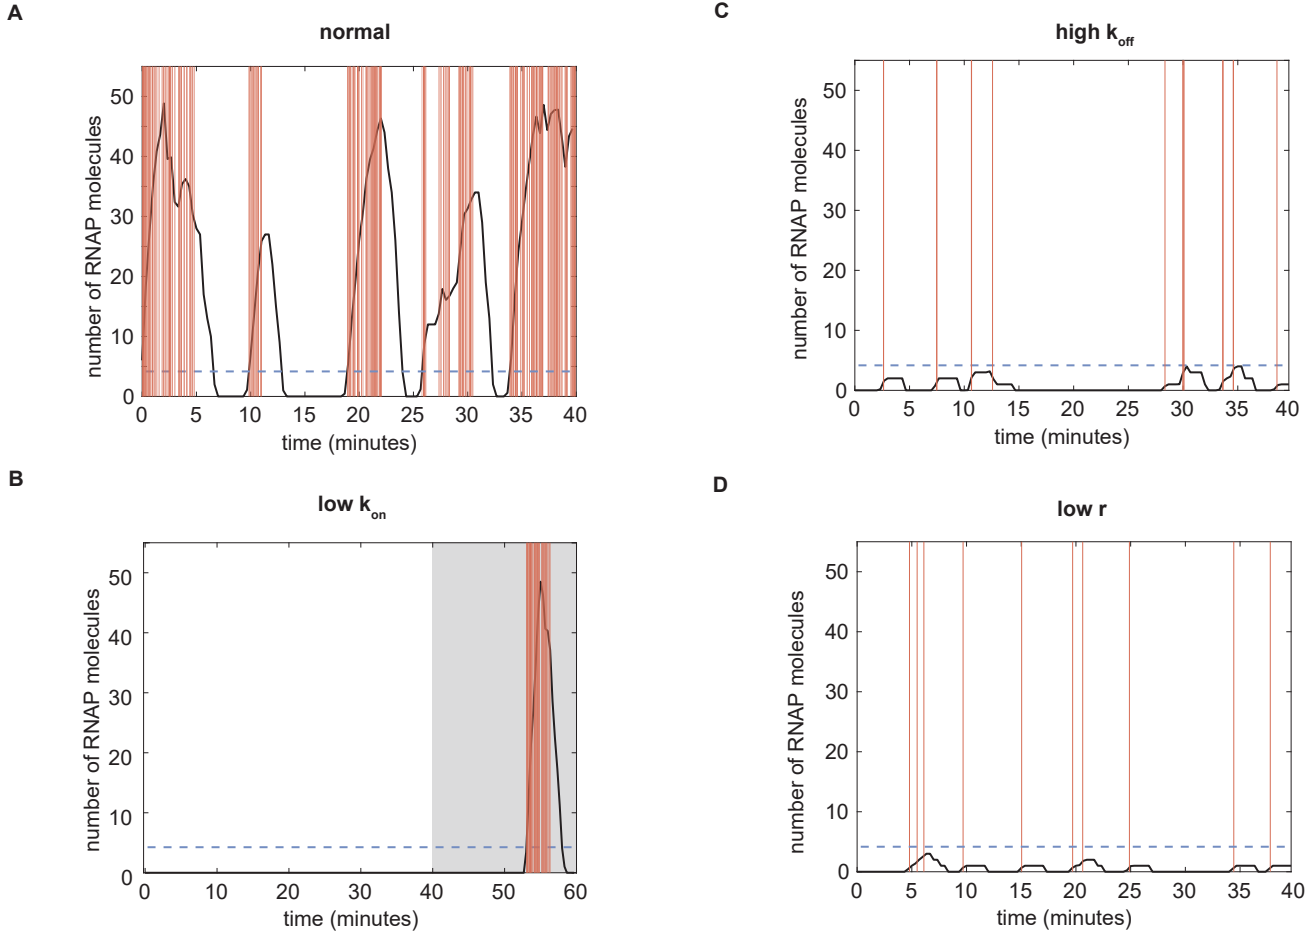 A
normal
number of RNAP molecules
50
40
30
20
10
0
0 5 10 15 20 25 30 35 40
time (minutes)
B
low kon
number of RNAP molecules
50
40
30
20
10
0
0 10 20 30 40 50 60
time (minutes)
C
high koff
number of RNAP molecules
50
40
30
20
10
0
0 5 10 15 20 25 30 35 40
time (minutes)
D
low r
number of RNAP molecules
50
40
30
20
10
0
0 5 10 15 20 25 30 35 40
time (minutes)